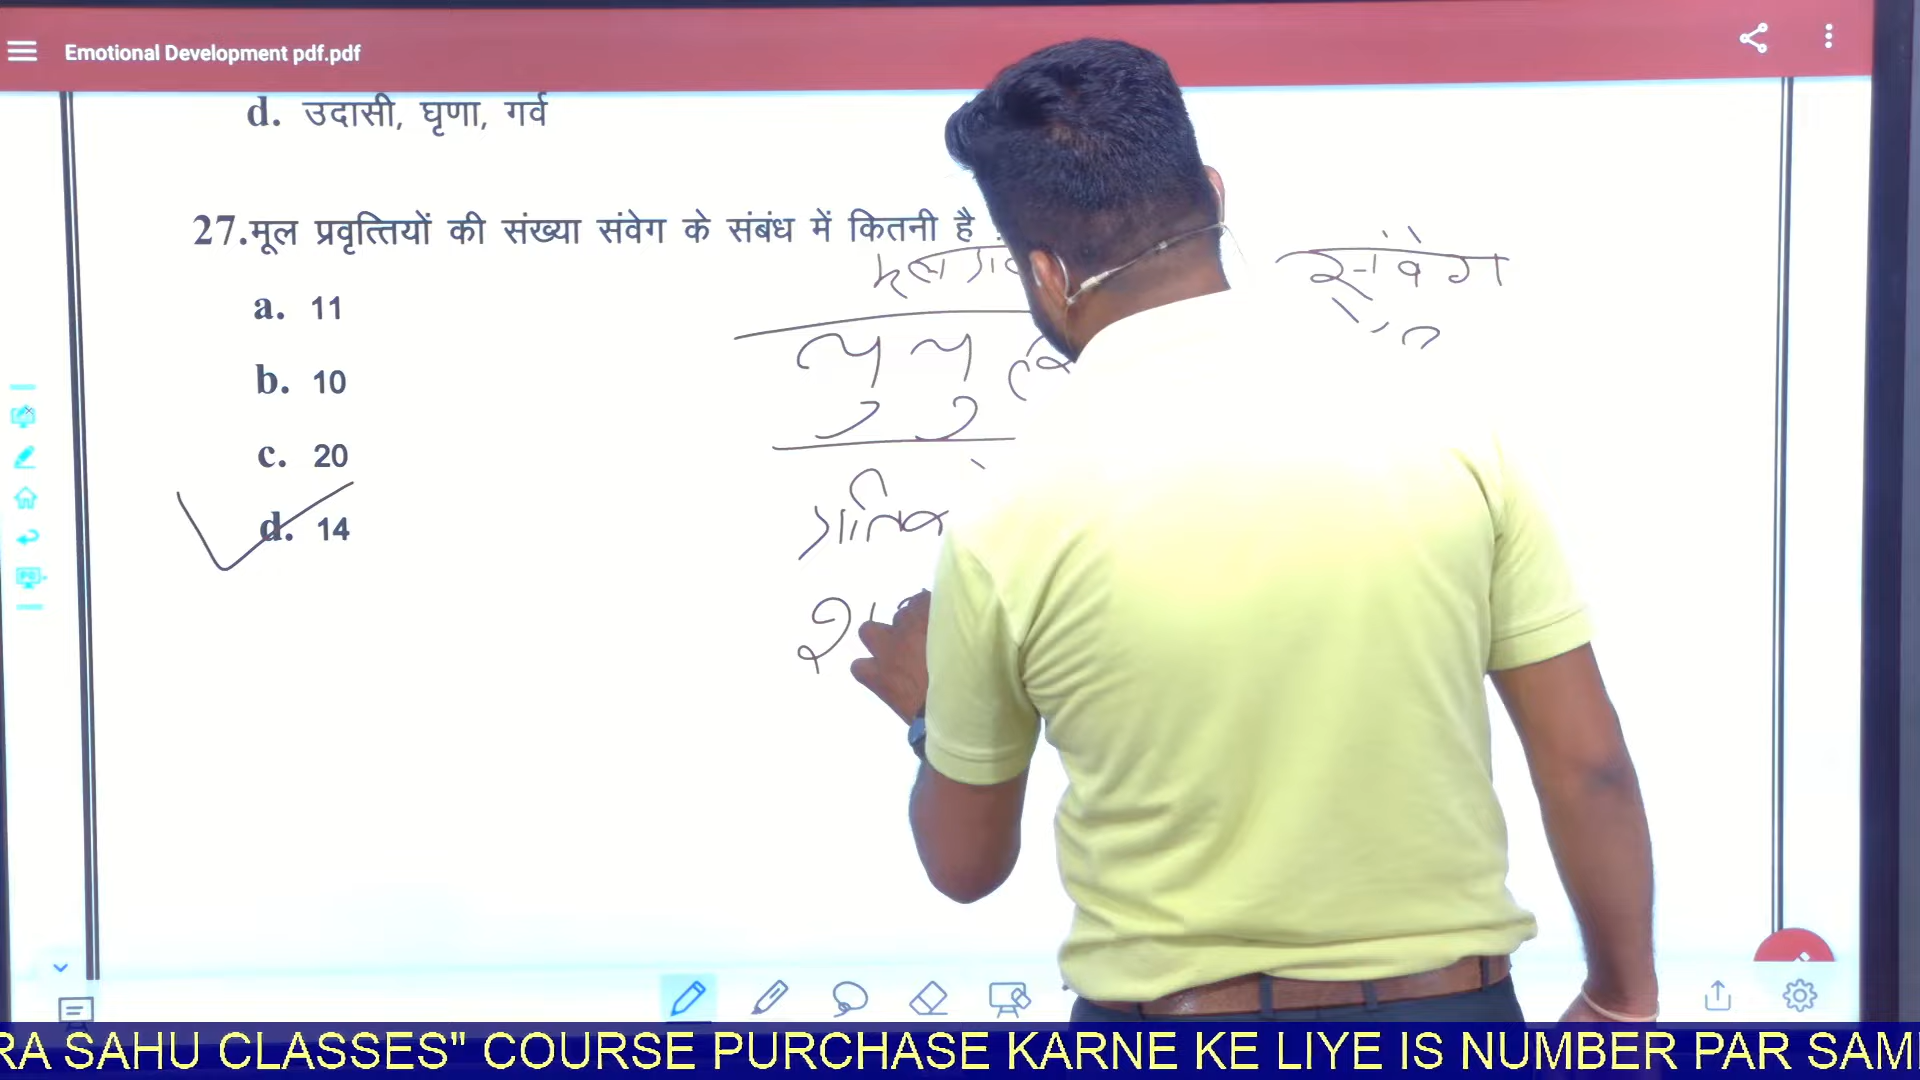 Emotional Development pdf.pdf
d. उदासी, घृणा, गर्व
27.मूल प्रवृत्तियों की संख्या संवेग के संबंध में कितनी है
a. 11
b. 10
c. 20
d. 14
संवेग
RA SAHU CLASSES" COURSE PURCHASE KARNE KE LIYE IS NUMBER PAR SAM